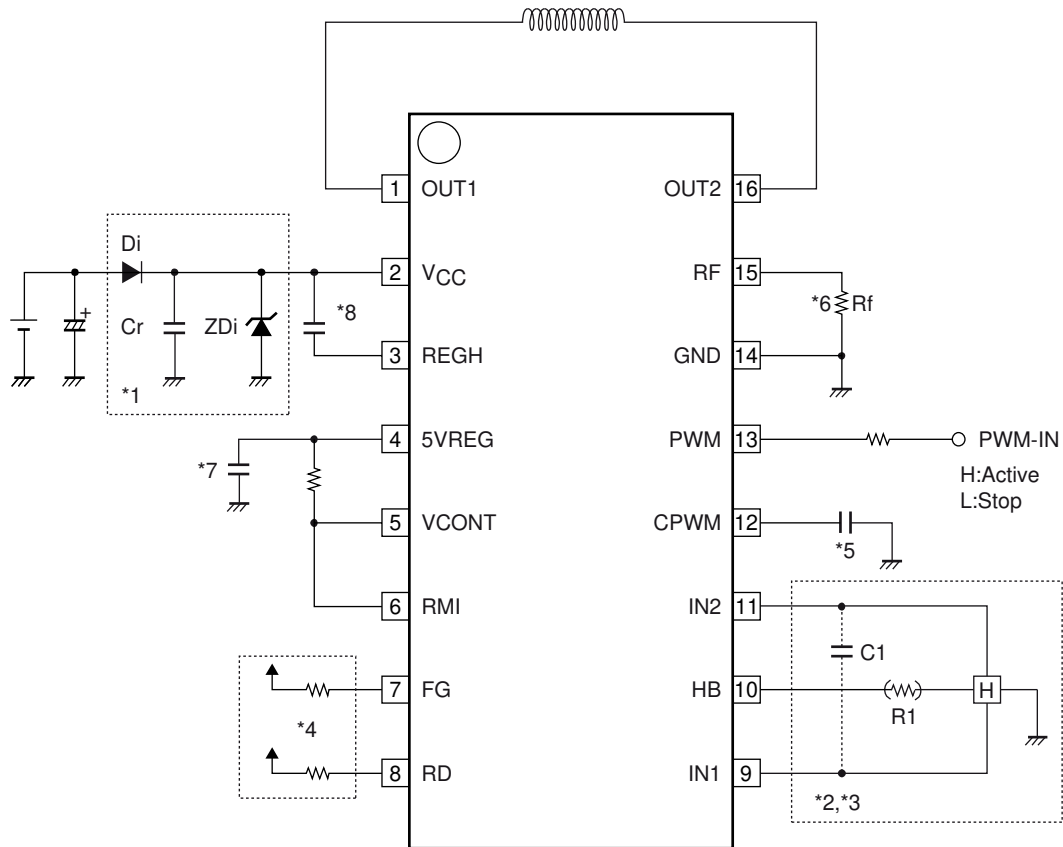 1 OUT1
OUT2 16
Di
2 VCC
RF 15
Cr
ZDi
*8
*6 Rf
+
3 REGH
GND 14
*1
4 5VREG
PWM 13
PWM-IN
*7
H:Active
L:Stop
5 VCONT
CPWM 12
*5
6 RMI
IN2 11
C1
7 FG
HB 10
H
R1
*4
8 RD
IN1 9
*2,*3